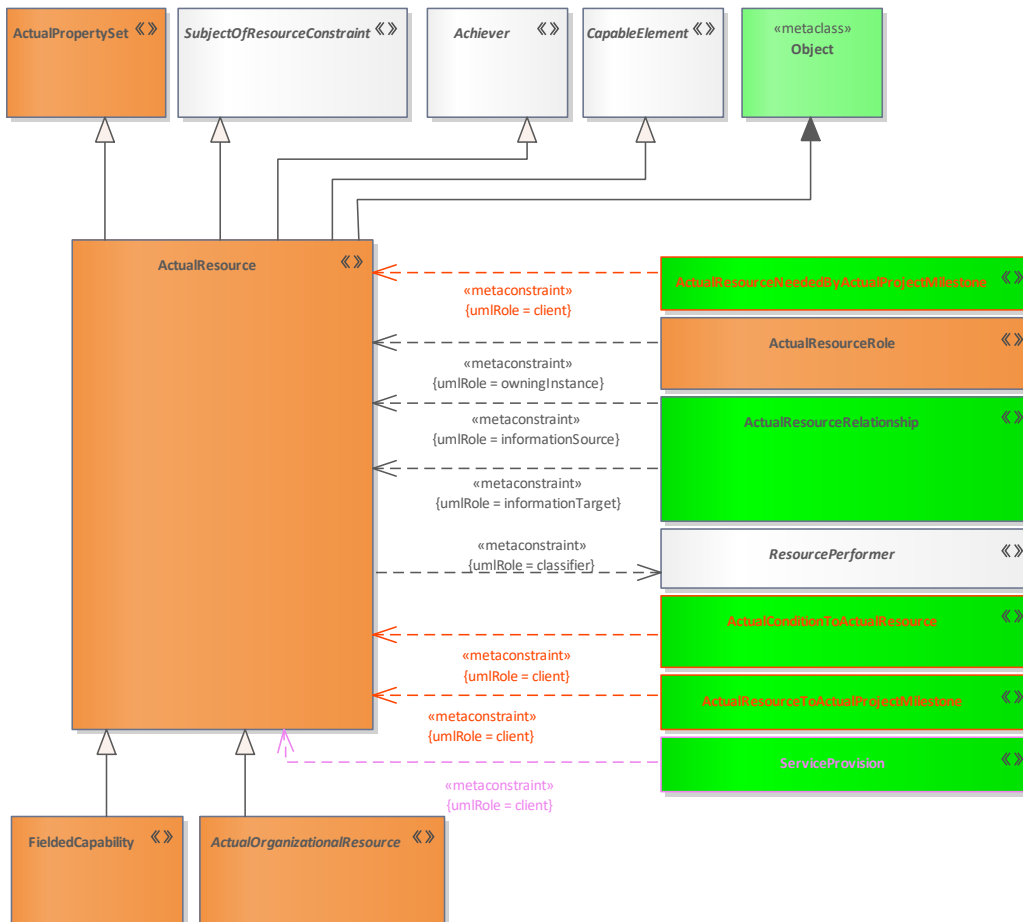 ActualPropertySet «»
SubjectOfResourceConstraint «»
Achiever «»
CapableElement «»
«metaclass»
Object
ActualResource «»
ActualResourceNeededByActualProjectMilestone «»
«metaconstraint»
{umlRole = client}
ActualResourceRole «»
«metaconstraint»
{umlRole = owningInstance}
ActualResourceRelationship «»
«metaconstraint»
{umlRole = informationSource}
«metaconstraint»
{umlRole = informationTarget}
ResourcePerformer «»
«metaconstraint»
{umlRole = classifier}
ActualConditionToActualResource «»
«metaconstraint»
{umlRole = client}
ActualResourceToActualProjectMilestone «»
«metaconstraint»
{umlRole = client}
ServiceProvision «»
«metaconstraint»
{umlRole = client}
FieldedCapability «»
ActualOrganizationalResource «»